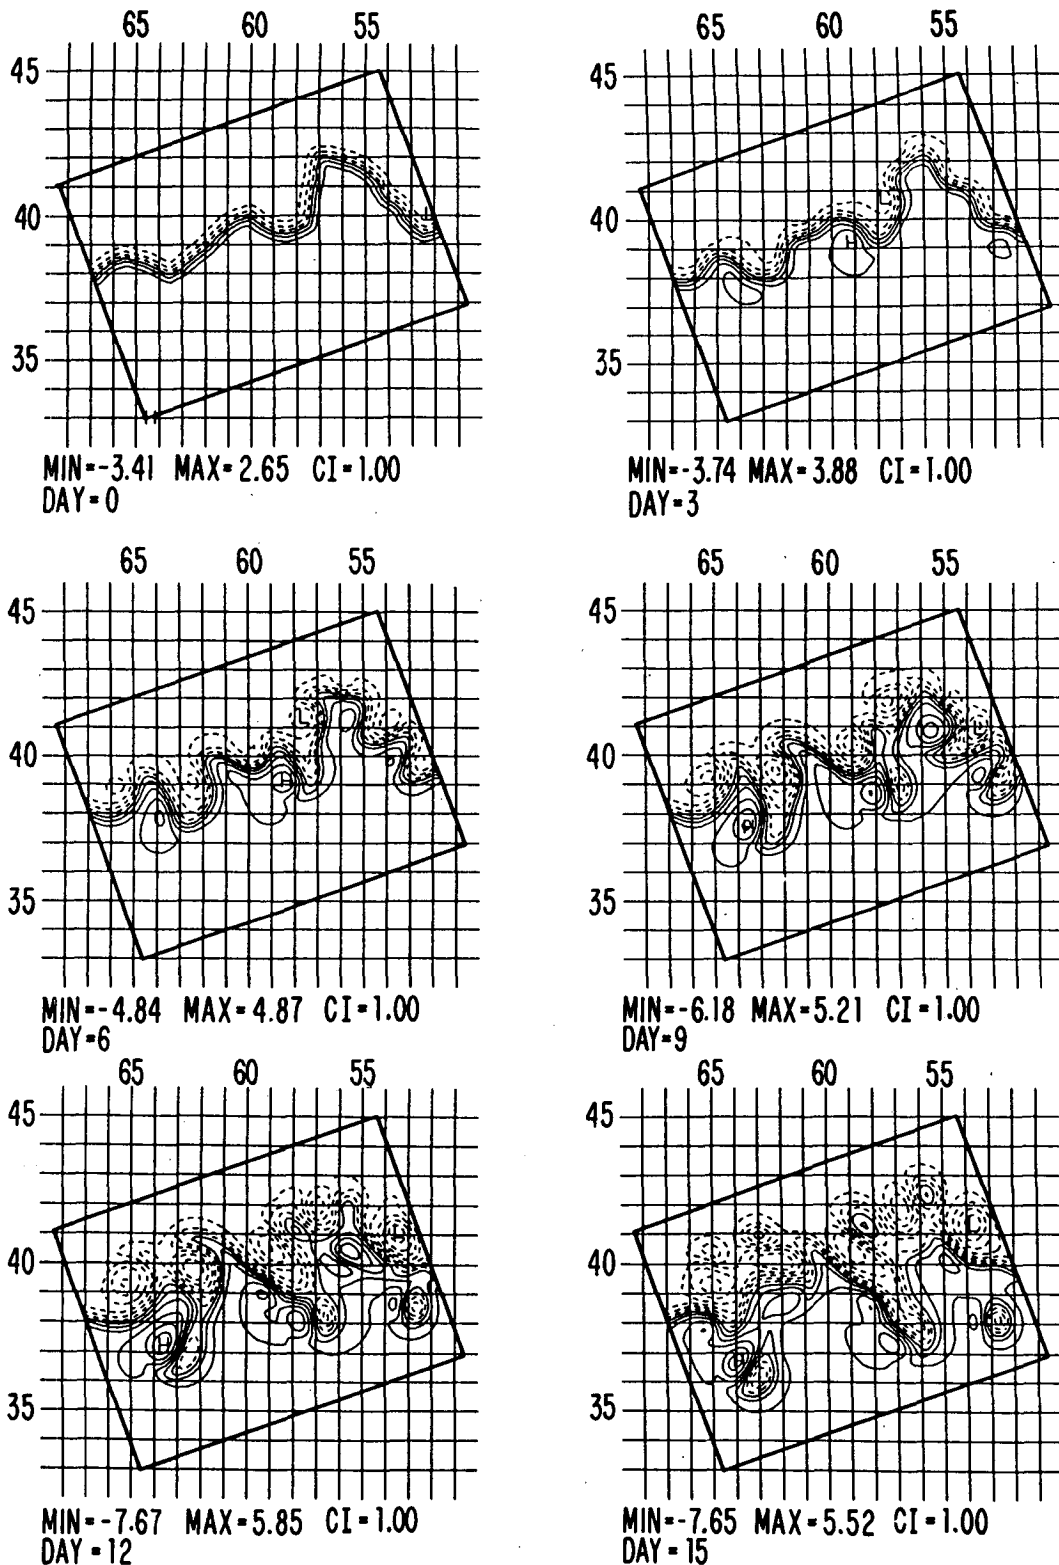 65 60 55
45
40
35
MIN=-3.41 MAX=2.65 CI=1.00
DAY=0
65 60 55
45
40
35
MIN=-3.74 MAX=3.88 CI=1.00
DAY=3
65 60 55
45
40
35
MIN=-4.84 MAX=4.87 CI=1.00
DAY=6
65 60 55
45
40
35
MIN=-6.18 MAX=5.21 CI=1.00
DAY=9
65 60 55
45
40
35
MIN=-7.67 MAX=5.85 CI=1.00
DAY=12
65 60 55
45
40
35
MIN=-7.65 MAX=5.52 CI=1.00
DAY=15